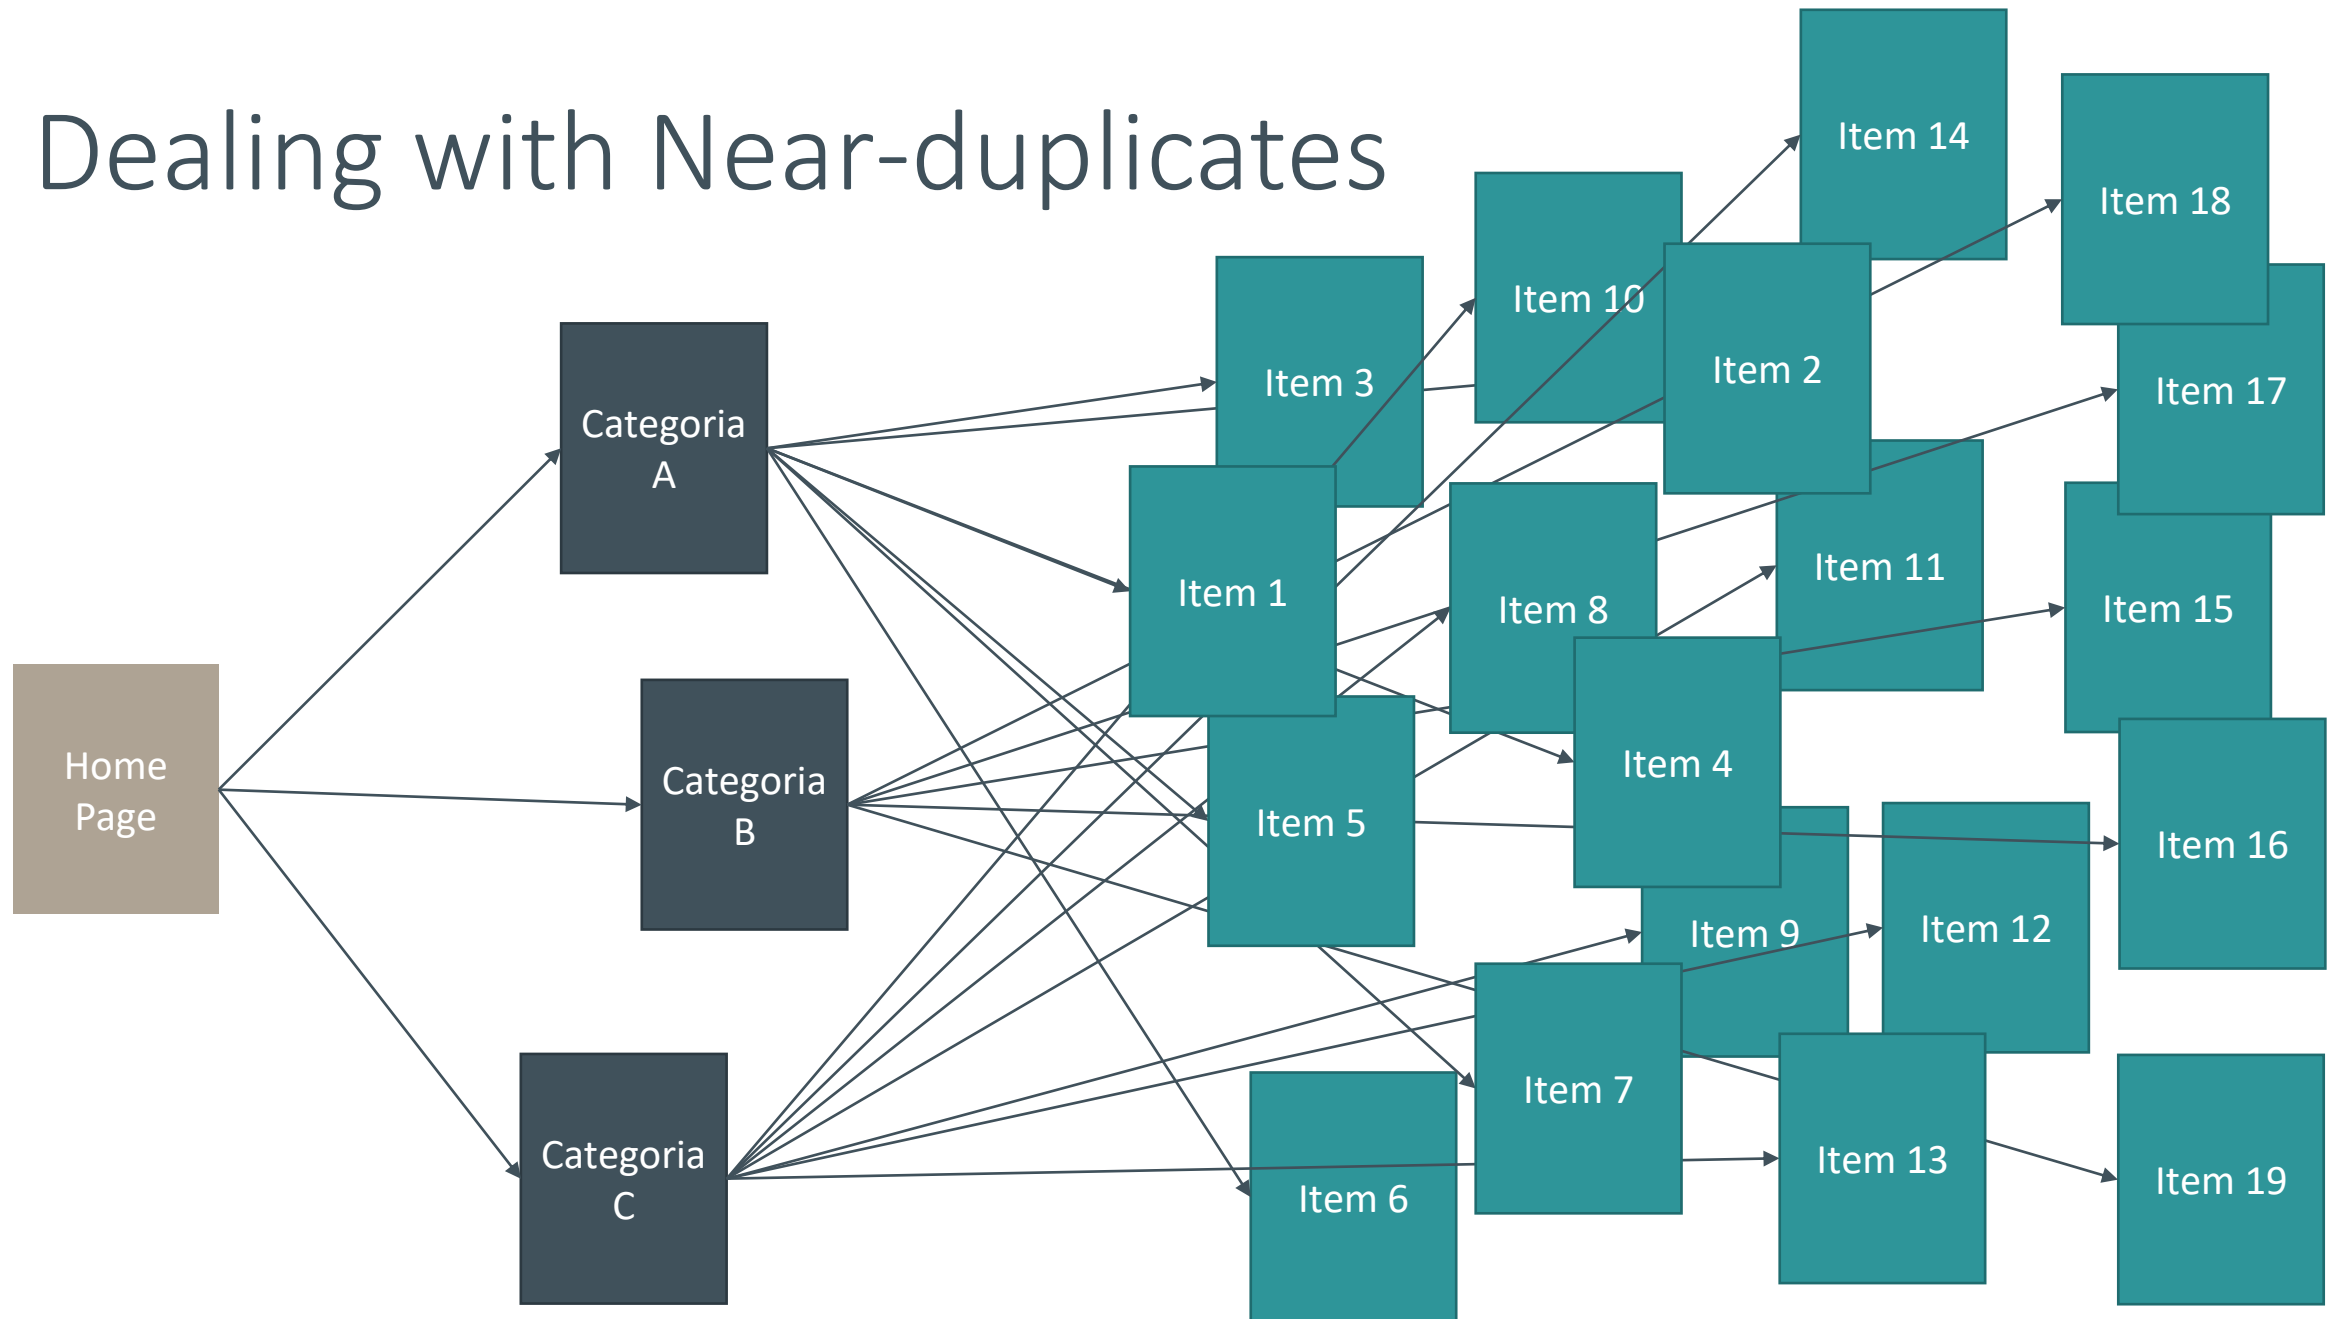 Dealing with Near-duplicates
Home
Page
Categoria
A
Categoria
B
Categoria
C
Item 1
Item 2
Item 3
Item 4
Item 5
Item 6
Item 7
Item 8
Item 9
Item 10
Item 11
Item 12
Item 13
Item 14
Item 15
Item 16
Item 17
Item 18
Item 19